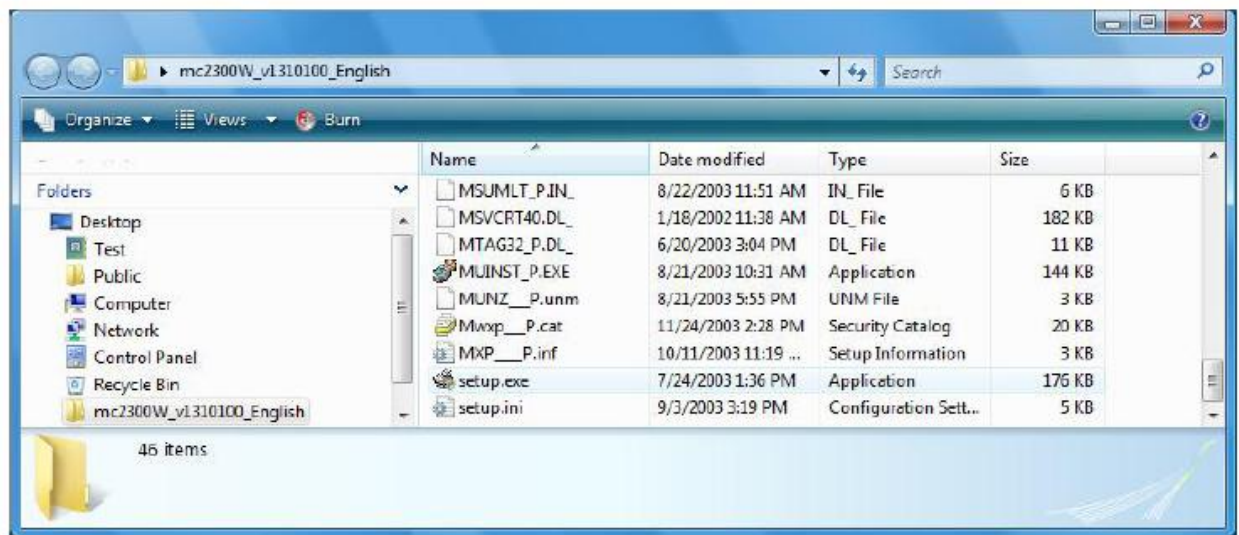 mc2300W_v1310100_English
Search
Organize Views Burn
Name Date modified Type Size
Folders
Desktop
Test
Public
Computer
Network
Control Panel
Recycle Bin
mc2300W_v1310100_English
MSUMLT_P.IN_ 8/22/2003 11:51 AM IN_ File 6 KB
MSVCRT40.DL_ 1/18/2002 11:38 AM DL_ File 182 KB
MTAG32_P.DL_ 6/20/2003 3:04 PM DL_ File 11 KB
MUINST_P.EXE 8/21/2003 10:31 AM Application 144 KB
MUNZ__P.unm 8/21/2003 5:55 PM UNM File 3 KB
Mwxp__P.cat 11/24/2003 2:28 PM Security Catalog 20 KB
MXP___P.inf 10/11/2003 11:19 ... Setup Information 3 KB
setup.exe 7/24/2003 1:36 PM Application 176 KB
setup.ini 9/3/2003 3:19 PM Configuration Sett... 5 KB
46 items